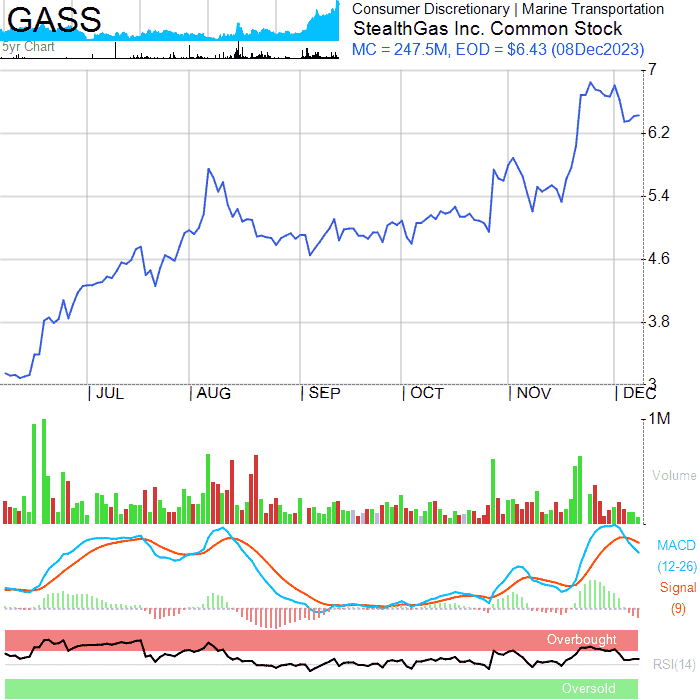 GASS
5yr Chart
Consumer Discretionary | Marine Transportation
StealthGas Inc. Common Stock
MC = 247.5M, EOD = $6.43 (08Dec2023)
7
6.2
5.4
4.6
3.8
3
JUL
AUG
SEP
OCT
NOV
DEC
1M
Volume
MACD
(12-26)
Signal
(9)
Overbought
RSI(14)
Oversold